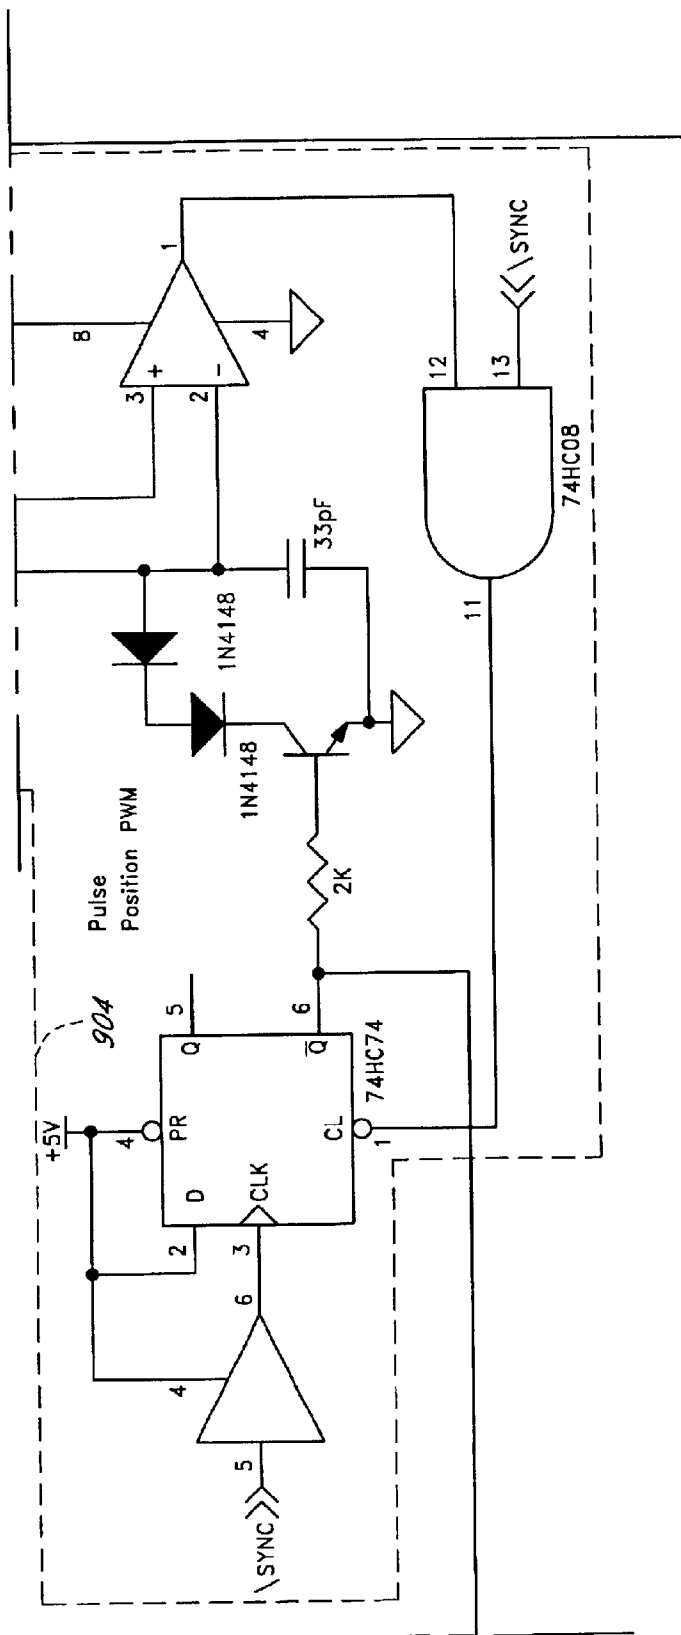 \SYNC
5
4
6
+5V
4
2
3
D
PR
CLK
CL
1
Q
5
Q̅
6
74HC74
904
Pulse
Position PWM
2K
1N4148
1N4148
33pF
3
+
2
-
8
4
1
11
12
13
74HC08
\SYNC